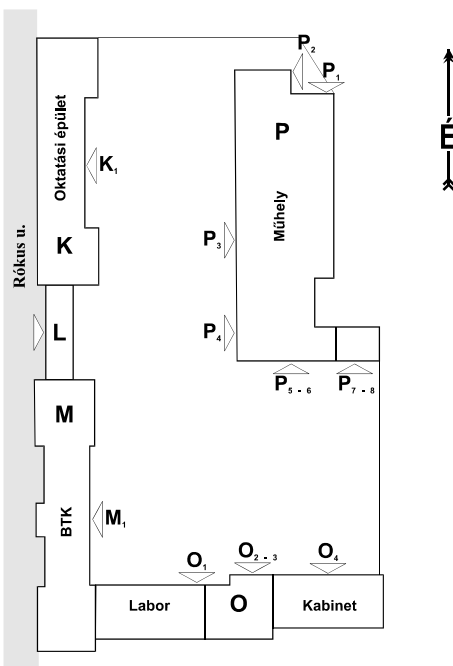 P2
P1
É
Oktatási épület
P
K1
Műhely
P3
K
Rókus u.
L
P4
P5 - 6
P7 - 8
M
BTK
M1
O1
O2 - 3
O4
Labor
O
Kabinet